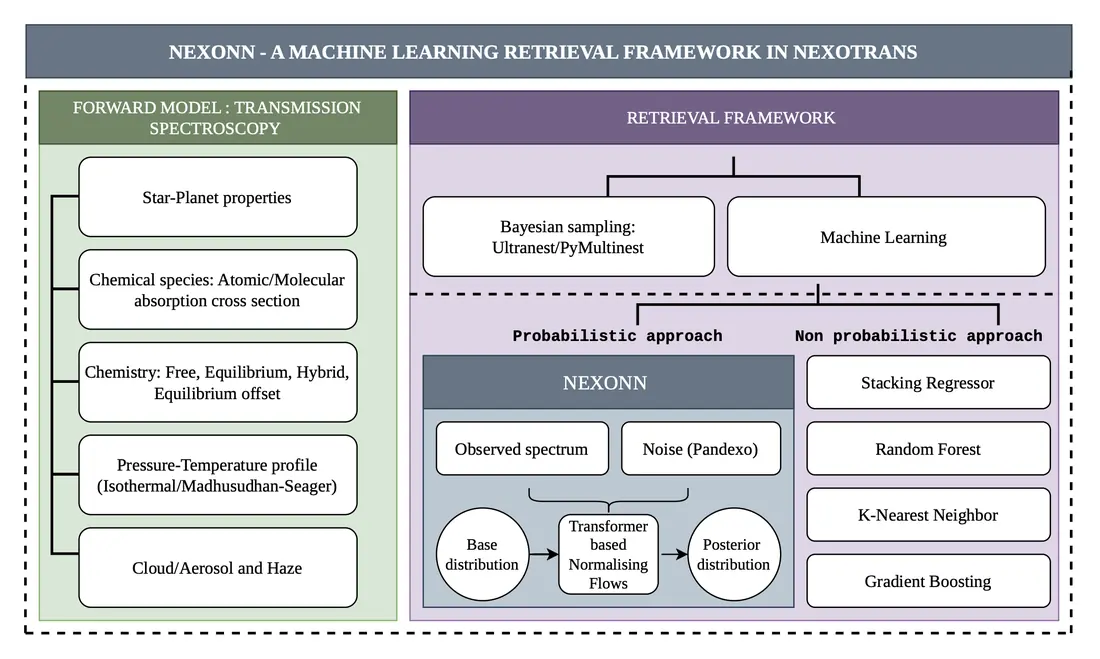 NEXONN - A MACHINE LEARNING RETRIEVAL FRAMEWORK IN NEXOTRANS
FORWARD MODEL : TRANSMISSION
SPECTROSCOPY
Star-Planet properties
Chemical species: Atomic/Molecular
absorption cross section
Chemistry: Free, Equilibrium, Hybrid,
Equilibrium offset
Pressure-Temperature profile
(Isothermal/Madhusudhan-Seager)
Cloud/Aerosol and Haze
RETRIEVAL FRAMEWORK
Bayesian sampling:
Ultranest/PyMultinest
Machine Learning
Probabilistic approach
NEXONN
Observed spectrum
Noise (Pandexo)
Base
distribution
Transformer
based
Normalising
Flows
Posterior
distribution
Non probabilistic approach
Stacking Regressor
Random Forest
K-Nearest Neighbor
Gradient Boosting